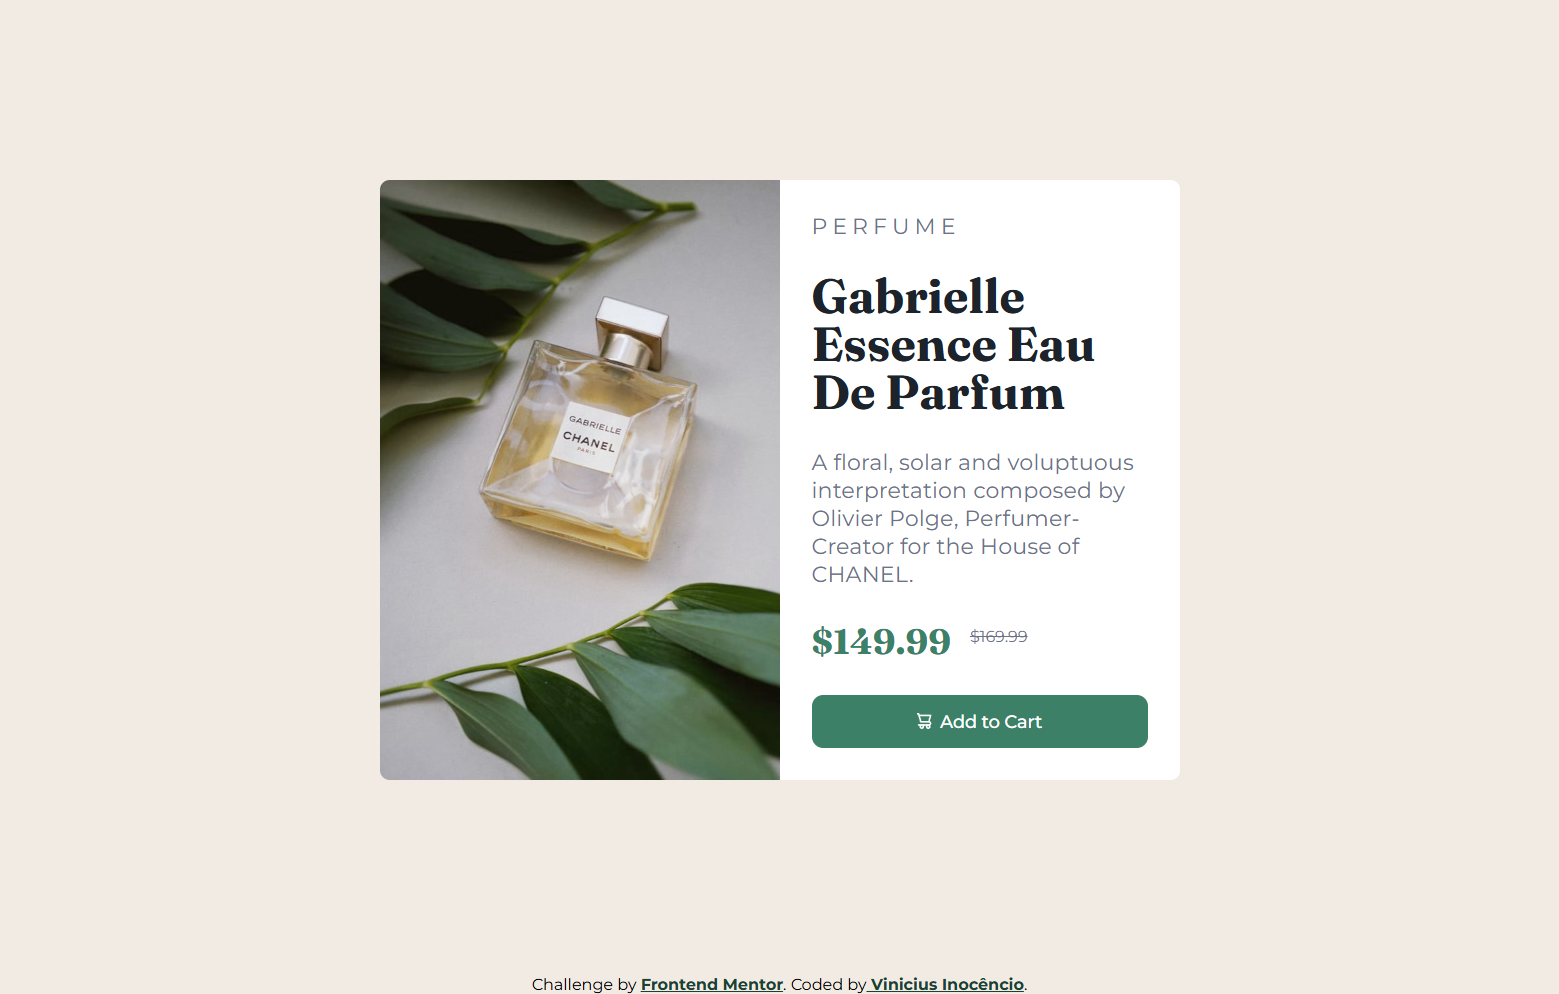 GABRIELLE
CHANEL
PARIS
PERFUME
Gabrielle
Essence Eau
De Parfum
A floral, solar and voluptuous
interpretation composed by
Olivier Polge, Perfumer-
Creator for the House of
CHANEL.
$149.99 $169.99
Add to Cart
Challenge by Frontend Mentor. Coded by Vinicius Inocêncio.